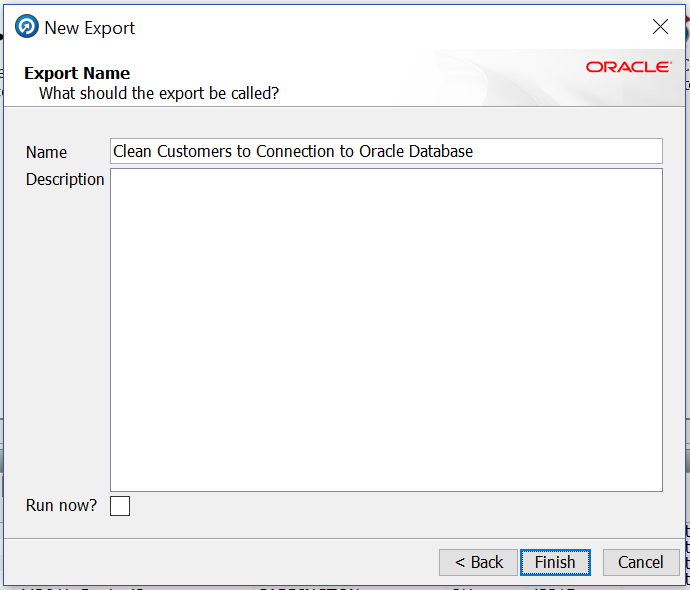 New Export
Export Name
ORACLE
What should the export be called?
Name
Clean Customers to Connection to Oracle Database
Description
Run now?
< Back
Finish
Cancel